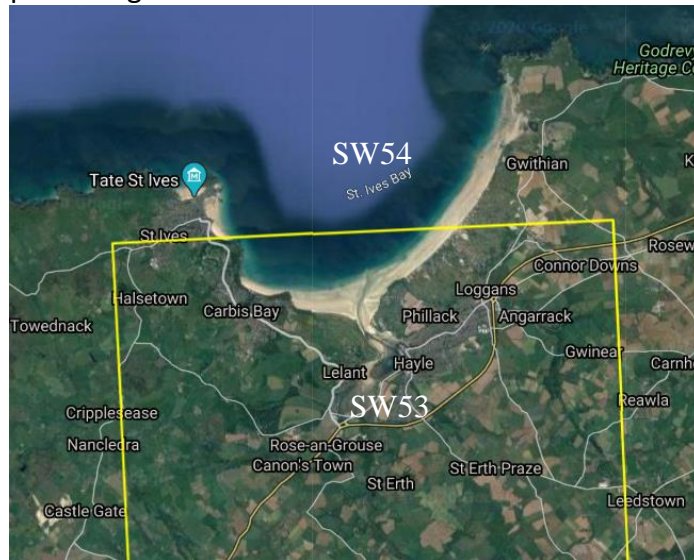 Godrevy
Heritage Co
SW54
St. Ives Bay
Gwithian
Tate St Ives
St Ives
Connor Downs
Rosew
Halsetown
Loggans
Carbis Bay
Phillack
Angarrack
Towednack
Gwinear
Carnh
Lelant
Hayle
Reawla
Cripplesease
SW53
Nancledra
Rose-an-Grouse
Canon's Town
St Erth Praze
St Erth
Leedstown
Castle Gate